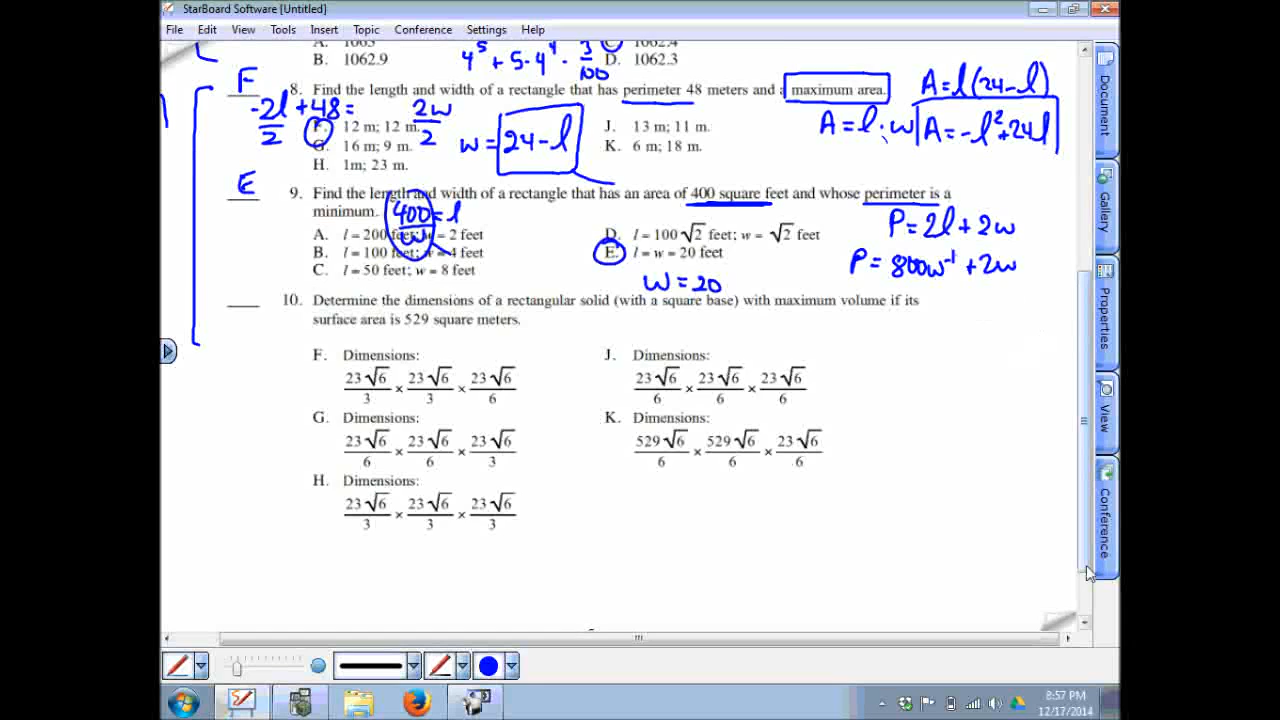 StarBoard Software [Untitled]
File Edit View Tools Insert Topic Conference Settings Help
A. 1063 C. 1062.4
B. 1062.9 4^5 + 5·4^4 · 3/100 D. 1062.3
F 8. Find the length and width of a rectangle that has perimeter 48 meters and a maximum area. A = l(24 - l)
-2l + 48 = 2w
2 2
F. 12 m; 12 m. J. 13 m; 11 m. A = l · w A = -l² + 24l
G. 16 m; 9 m. w = 24 - l K. 6 m; 18 m.
H. 1m; 23 m.
E 9. Find the length and width of a rectangle that has an area of 400 square feet and whose perimeter is a
minimum. 400/w = l P = 2l + 2w
A. l = 200 feet; w = 2 feet D. l = 100√2 feet; w = √2 feet
B. l = 100 feet; w = 4 feet E. l = w = 20 feet P = 800w^-1 + 2w
C. l = 50 feet; w = 8 feet w = 20
10. Determine the dimensions of a rectangular solid (with a square base) with maximum volume if its
surface area is 529 square meters.
F. Dimensions: J. Dimensions:
23√6/3 × 23√6/3 × 23√6/6 23√6/6 × 23√6/6 × 23√6/6
G. Dimensions: K. Dimensions:
23√6/6 × 23√6/6 × 23√6/3 529√6/6 × 529√6/6 × 23√6/6
H. Dimensions:
23√6/3 × 23√6/3 × 23√6/3
Document
Gallery
Properties
View
Conference
8:57 PM
12/17/2014